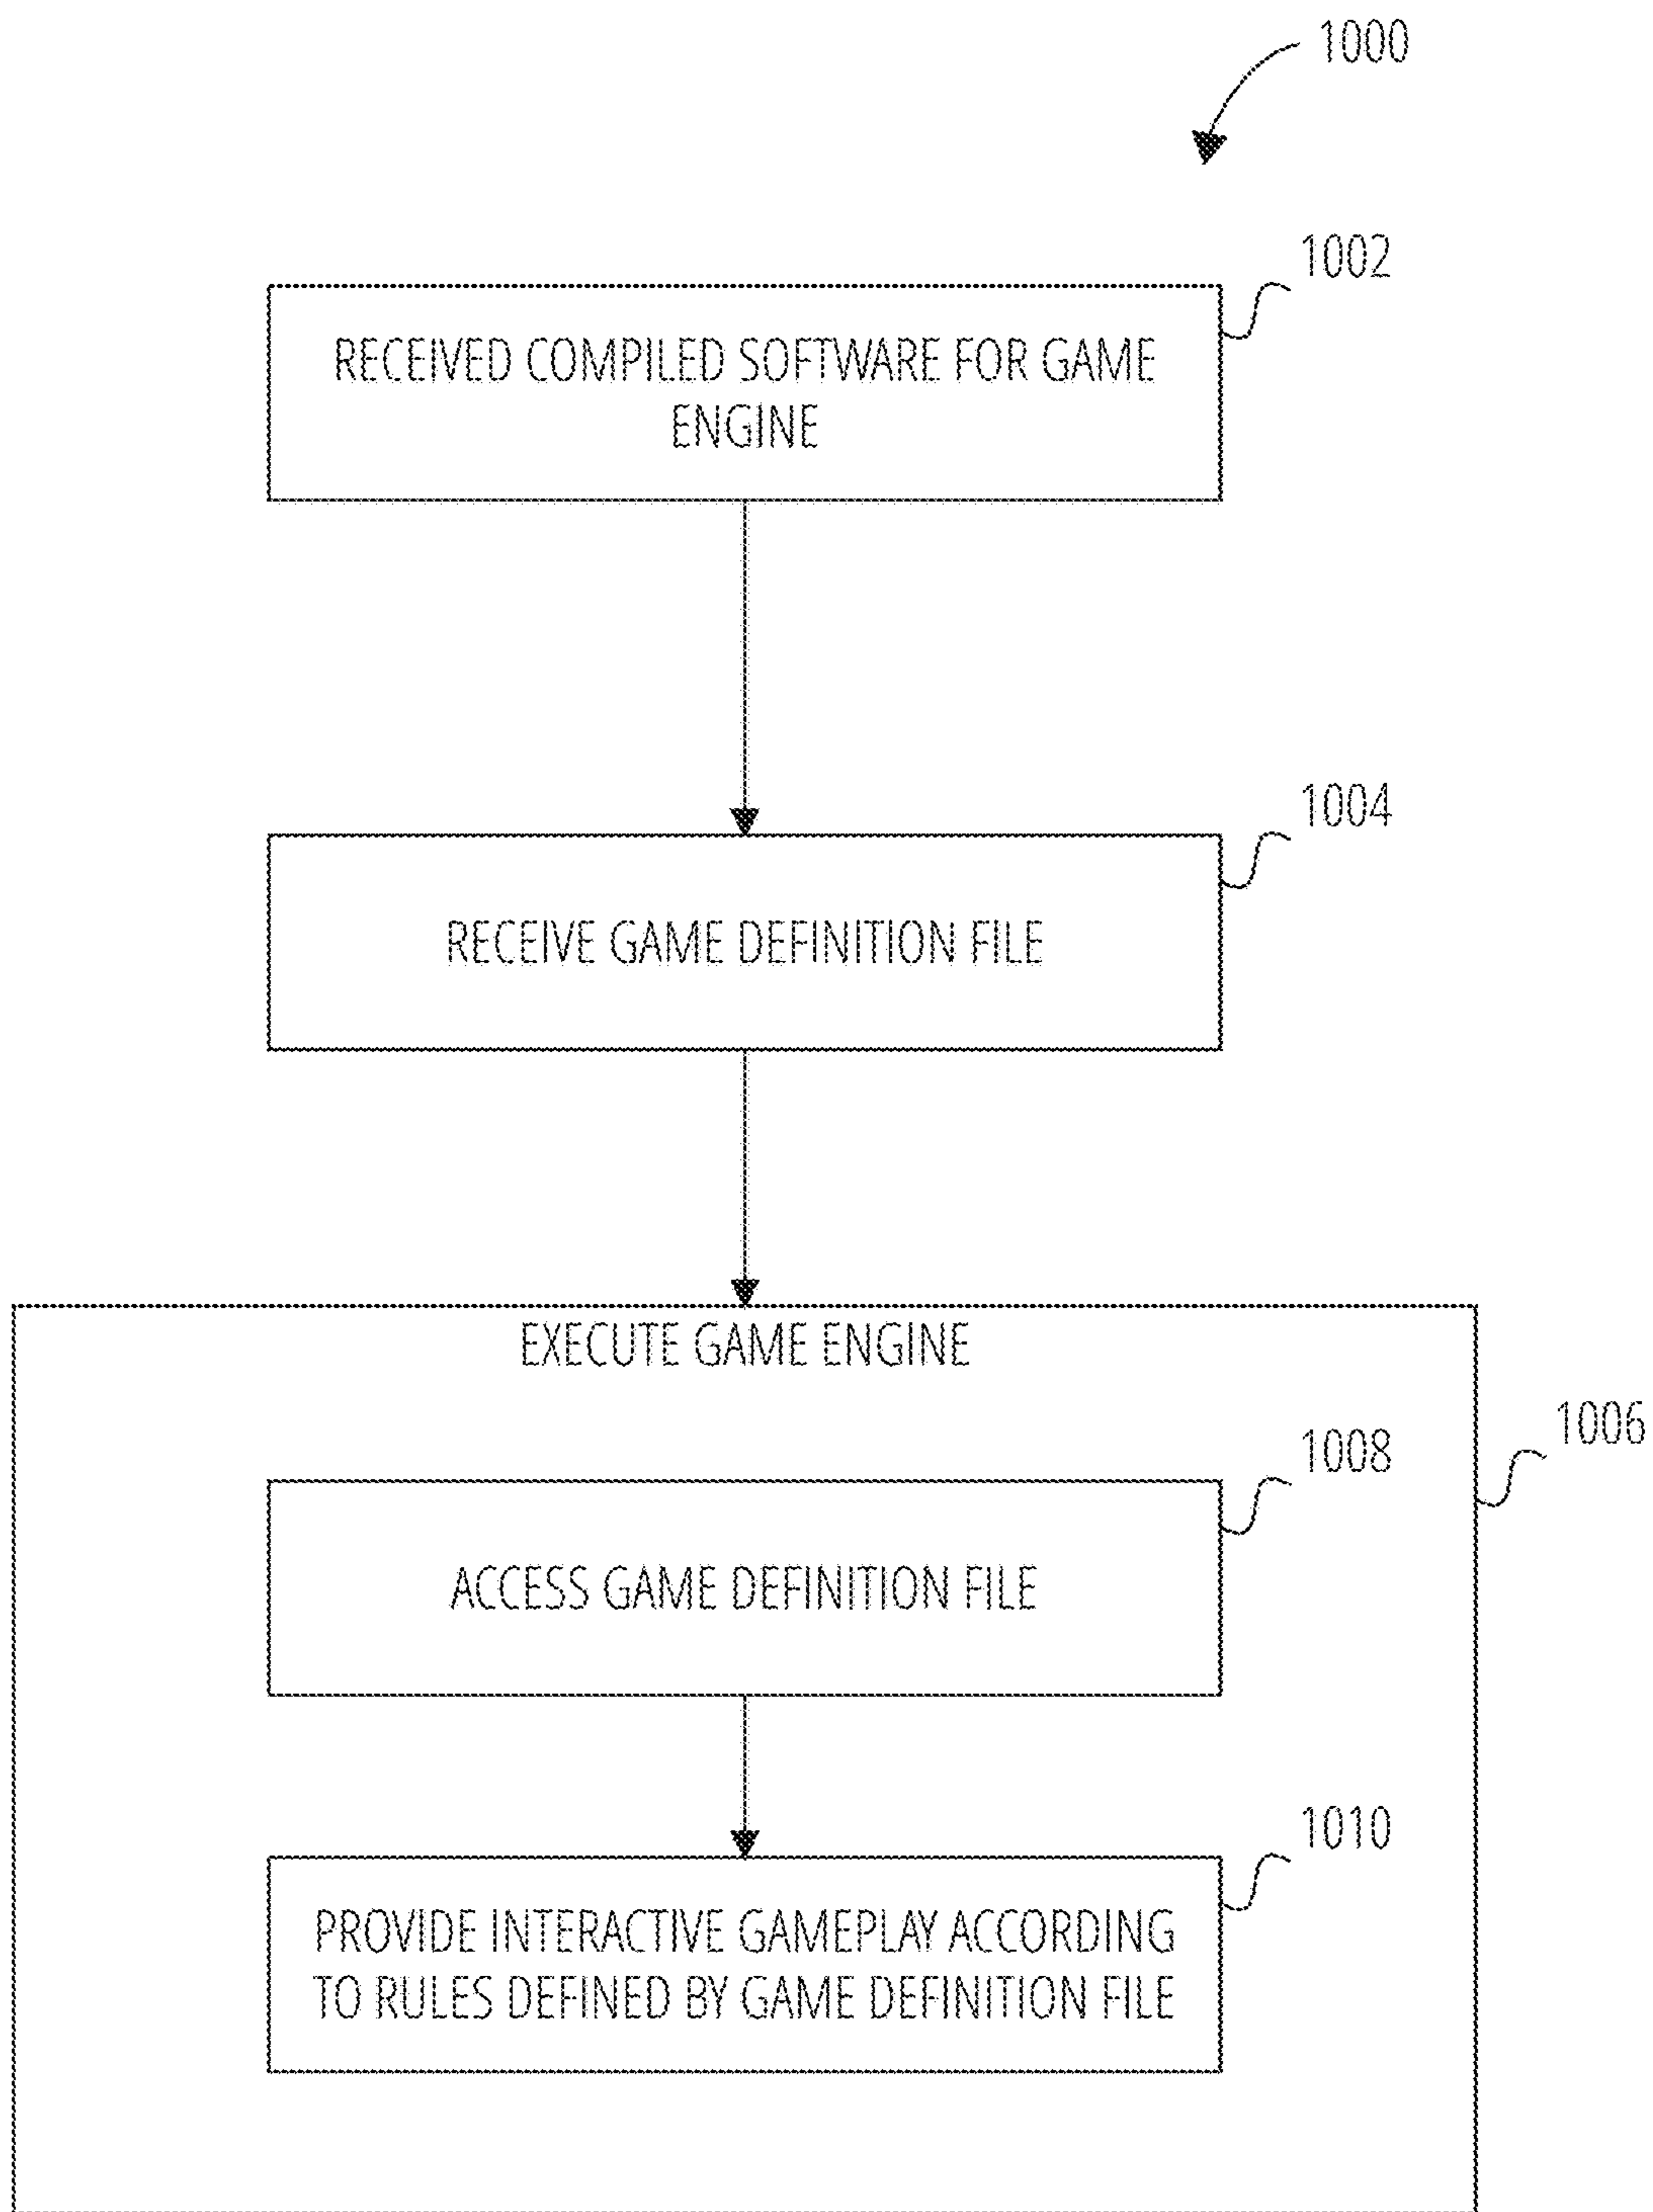 1000
1002
RECEIVED COMPILED SOFTWARE FOR GAME
ENGINE
1004
RECEIVE GAME DEFINITION FILE
EXECUTE GAME ENGINE
1006
1008
ACCESS GAME DEFINITION FILE
1010
PROVIDE INTERACTIVE GAMEPLAY ACCORDING
TO RULES DEFINED BY GAME DEFINITION FILE